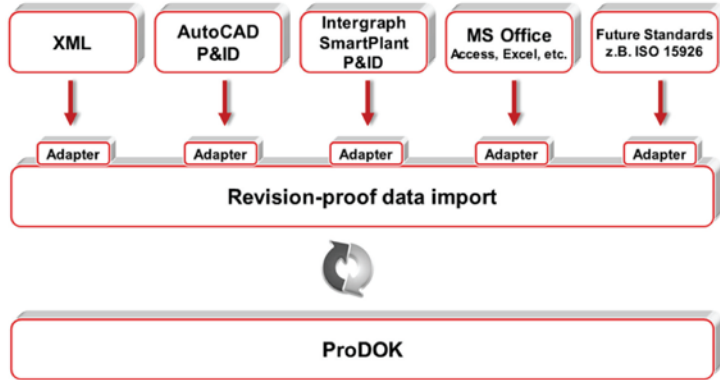 XML
AutoCAD
P&ID
Intergraph
SmartPlant
P&ID
MS Office
Access, Excel, etc.
Future Standards
z.B. ISO 15926
Adapter
Adapter
Adapter
Adapter
Adapter
Revision-proof data import
ProDOK